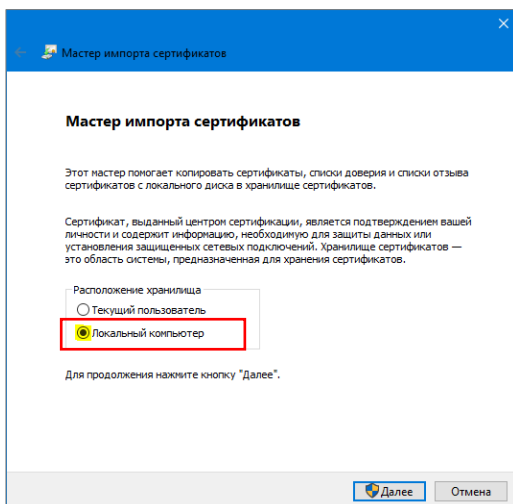 Мастер импорта сертификатов
Мастер импорта сертификатов
Этот мастер помогает копировать сертификаты, списки доверия и списки отзыва
сертификатов с локального диска в хранилище сертификатов.
Сертификат, выданный центром сертификации, является подтверждением вашей
личности и содержит информацию, необходимую для защиты данных или
установления защищенных сетевых подключений. Хранилище сертификатов —
это область системы, предназначенная для хранения сертификатов.
Расположение хранилища
Текущий пользователь
Локальный компьютер
Для продолжения нажмите кнопку "Далее".
Далее
Отмена